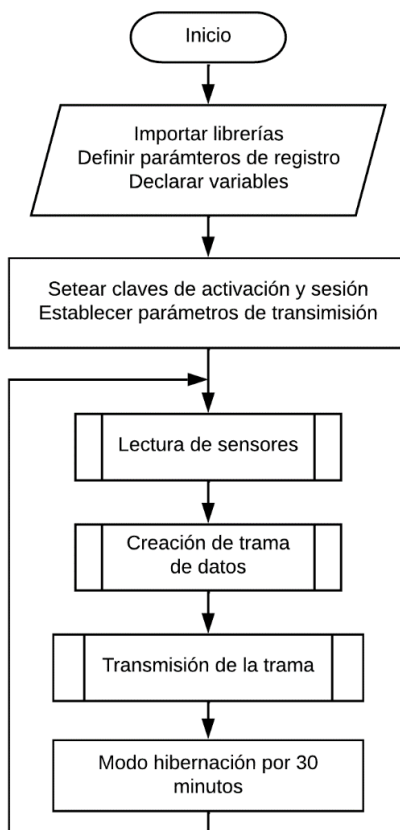 Inicio
Importar librerías
Definir parámteros de registro
Declarar variables
Setear claves de activación y sesión
Establecer parámetros de transimisión
Lectura de sensores
Creación de trama
de datos
Transmisión de la trama
Modo hibernación por 30
minutos